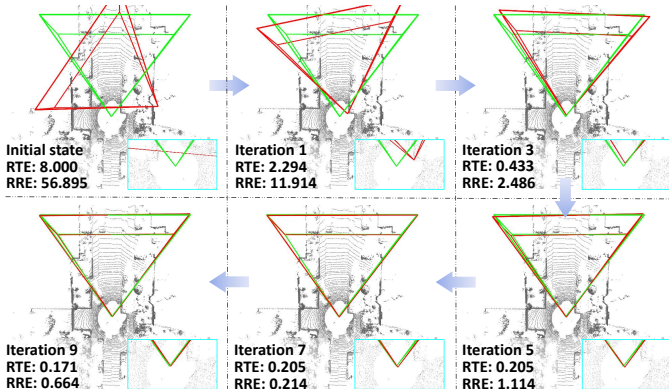 Initial state
RTE: 8.000
RRE: 56.895
Iteration 1
RTE: 2.294
RRE: 11.914
Iteration 3
RTE: 0.433
RRE: 2.486
Iteration 9
RTE: 0.171
RRE: 0.664
Iteration 7
RTE: 0.205
RRE: 0.214
Iteration 5
RTE: 0.205
RRE: 1.114